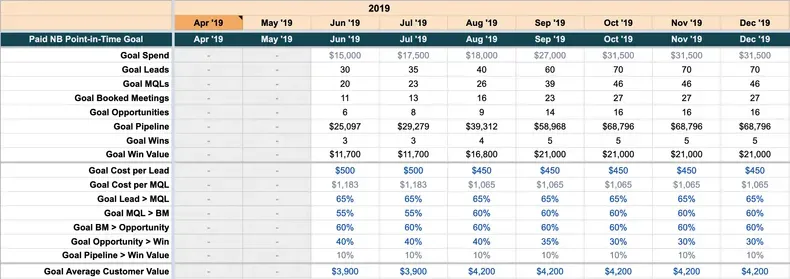 2019
Apr '19 May '19 Jun '19 Jul '19 Aug '19 Sep '19 Oct '19 Nov '19 Dec '19
Paid NB Point-in-Time Goal Apr '19 May '19 Jun '19 Jul '19 Aug '19 Sep '19 Oct '19 Nov '19 Dec '19
Goal Spend - - $15,000 $17,500 $18,000 $27,000 $31,500 $31,500 $31,500
Goal Leads - - 30 35 40 60 70 70 70
Goal MQLs - - 20 23 26 39 46 46 46
Goal Booked Meetings - - 11 13 16 23 27 27 27
Goal Opportunities - - 6 8 9 14 16 16 16
Goal Pipeline - - $25,097 $29,279 $39,312 $58,968 $68,796 $68,796 $68,796
Goal Wins - - 3 3 4 5 5 5 5
Goal Win Value - - $11,700 $11,700 $16,800 $21,000 $21,000 $21,000 $21,000
Goal Cost per Lead - - $500 $500 $450 $450 $450 $450 $450
Goal Cost per MQL - - $1,183 $1,183 $1,065 $1,065 $1,065 $1,065 $1,065
Goal Lead > MQL - - 65% 65% 65% 65% 65% 65% 65%
Goal MQL > BM - - 55% 55% 60% 60% 60% 60% 60%
Goal BM > Opportunity - - 60% 60% 60% 60% 60% 60% 60%
Goal Opportunity > Win - - 40% 40% 40% 35% 30% 30% 30%
Goal Pipeline > Win Value - - 10% 10% 10% 10% 10% 10% 10%
Goal Average Customer Value - - $3,900 $3,900 $4,200 $4,200 $4,200 $4,200 $4,200